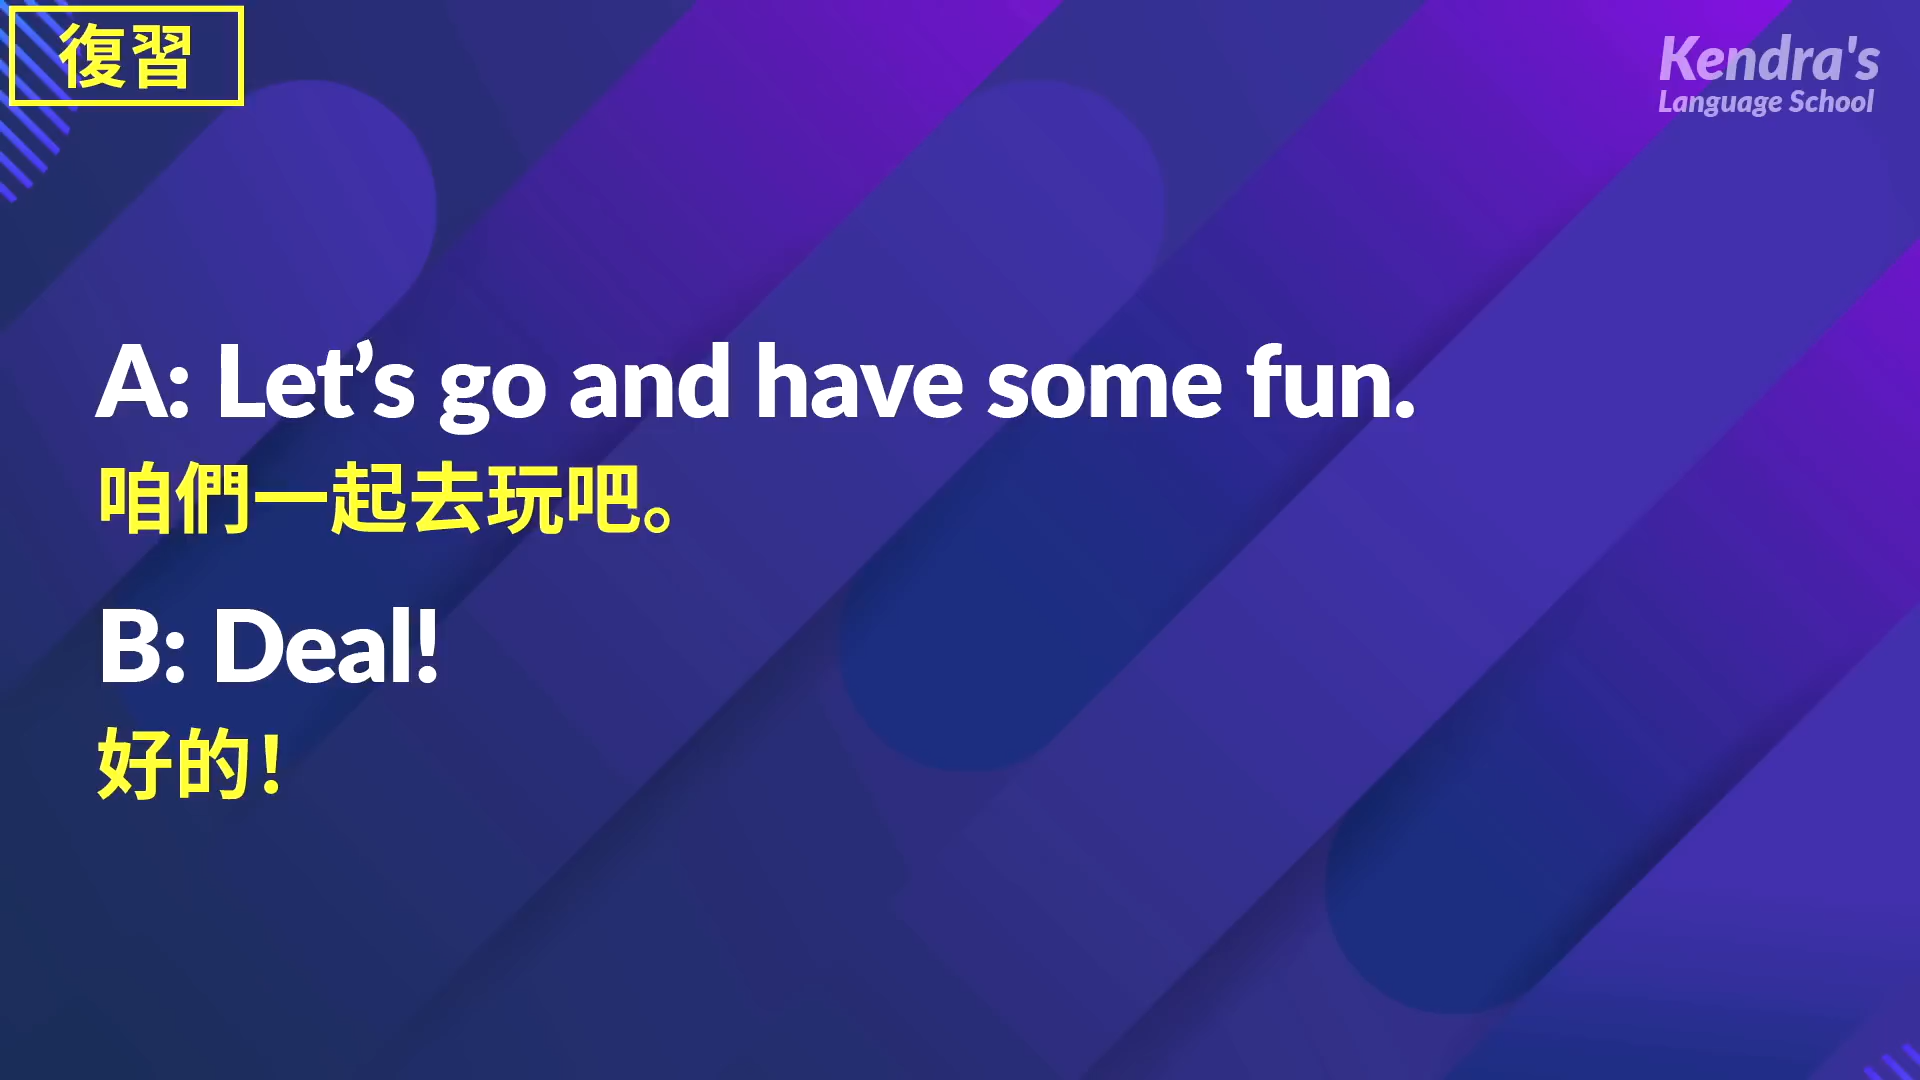 復習
Kendra's
Language School
A: Let’s go and have some fun.
咱們一起去玩吧。
B: Deal!
好的！